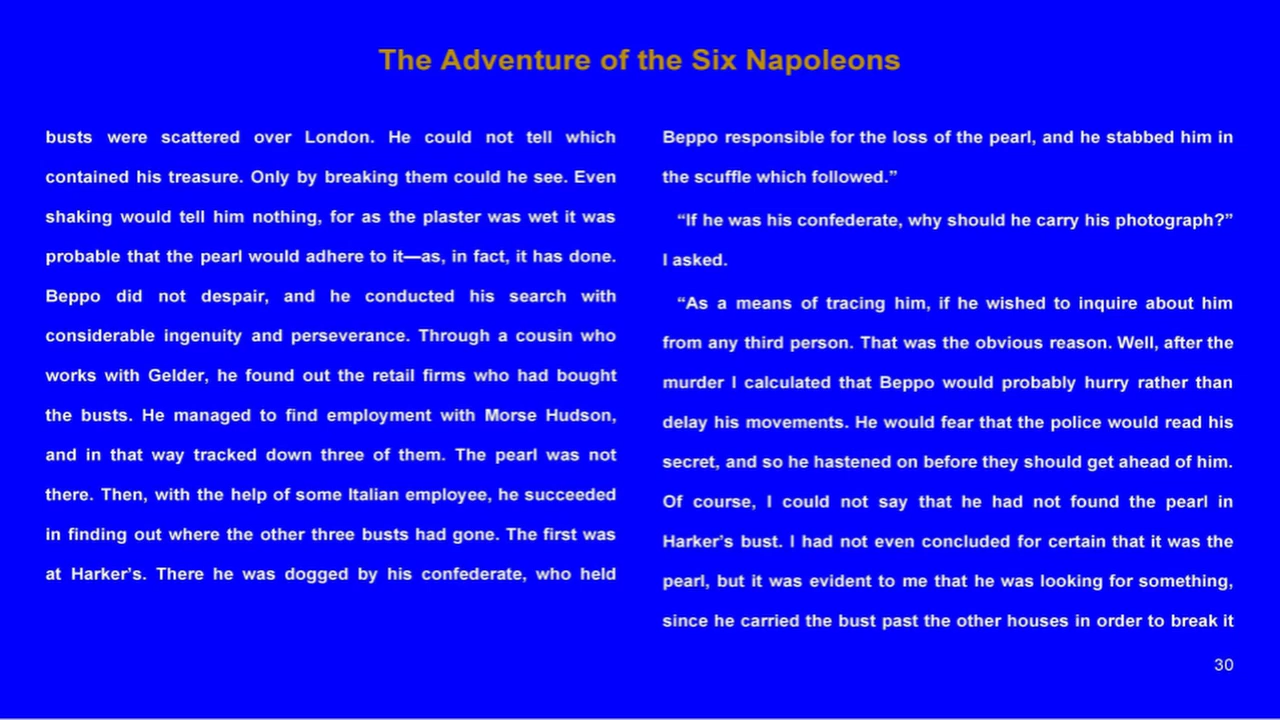 The Adventure of the Six Napoleons
busts were scattered over London. He could not tell which
contained his treasure. Only by breaking them could he see. Even
shaking would tell him nothing, for as the plaster was wet it was
probable that the pearl would adhere to it—as, in fact, it has done.
Beppo did not despair, and he conducted his search with
considerable ingenuity and perseverance. Through a cousin who
works with Gelder, he found out the retail firms who had bought
the busts. He managed to find employment with Morse Hudson,
and in that way tracked down three of them. The pearl was not
there. Then, with the help of some Italian employee, he succeeded
in finding out where the other three busts had gone. The first was
at Harker’s. There he was dogged by his confederate, who held
Beppo responsible for the loss of the pearl, and he stabbed him in
the scuffle which followed.”
“If he was his confederate, why should he carry his photograph?”
I asked.
“As a means of tracing him, if he wished to inquire about him
from any third person. That was the obvious reason. Well, after the
murder I calculated that Beppo would probably hurry rather than
delay his movements. He would fear that the police would read his
secret, and so he hastened on before they should get ahead of him.
Of course, I could not say that he had not found the pearl in
Harker’s bust. I had not even concluded for certain that it was the
pearl, but it was evident to me that he was looking for something,
since he carried the bust past the other houses in order to break it
30